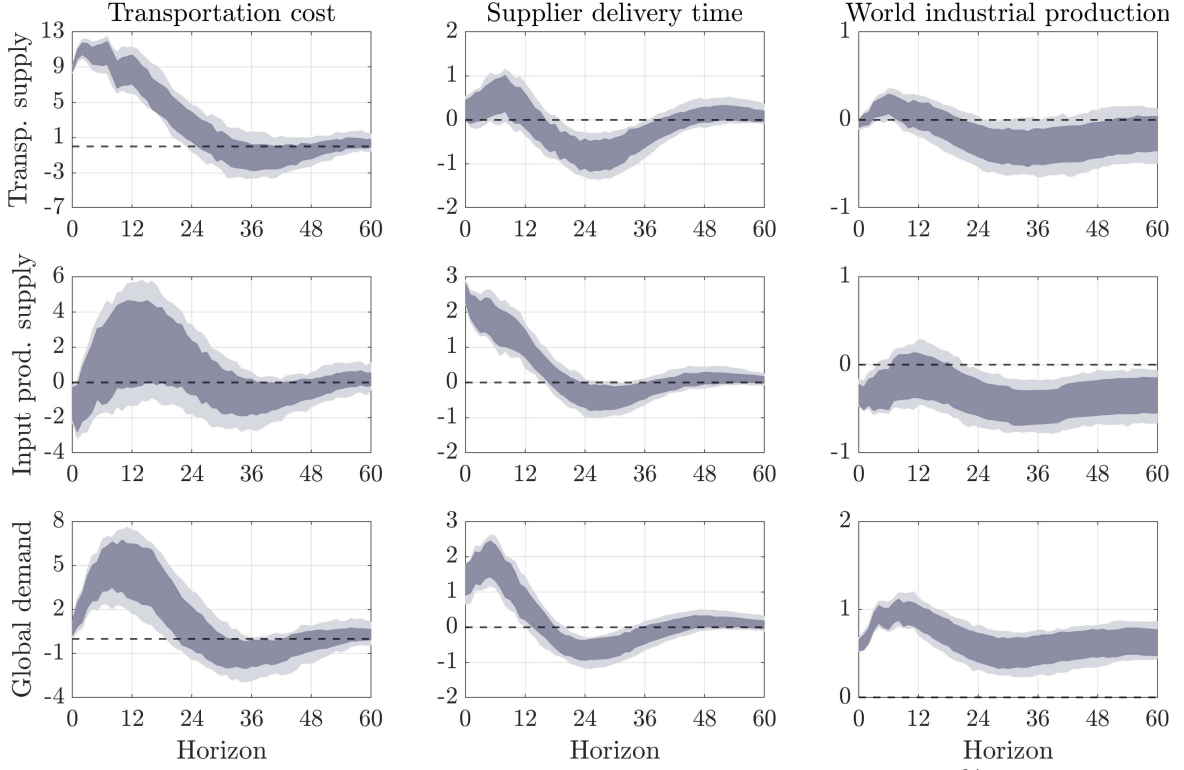 Transportation cost
Supplier delivery time
World industrial production
Transp. supply
13
9
5
1
-3
-7
0 12 24 36 48 60
2
1
0
-1
-2
0 12 24 36 48 60
1
0
-1
0 12 24 36 48 60
Input prod. supply
6
4
2
0
-2
-4
0 12 24 36 48 60
3
2
1
0
-1
-2
0 12 24 36 48 60
1
0
-1
0 12 24 36 48 60
Global demand
8
5
2
-1
-4
0 12 24 36 48 60
Horizon
3
2
1
0
-1
-2
0 12 24 36 48 60
Horizon
2
1
0
0 12 24 36 48 60
Horizon